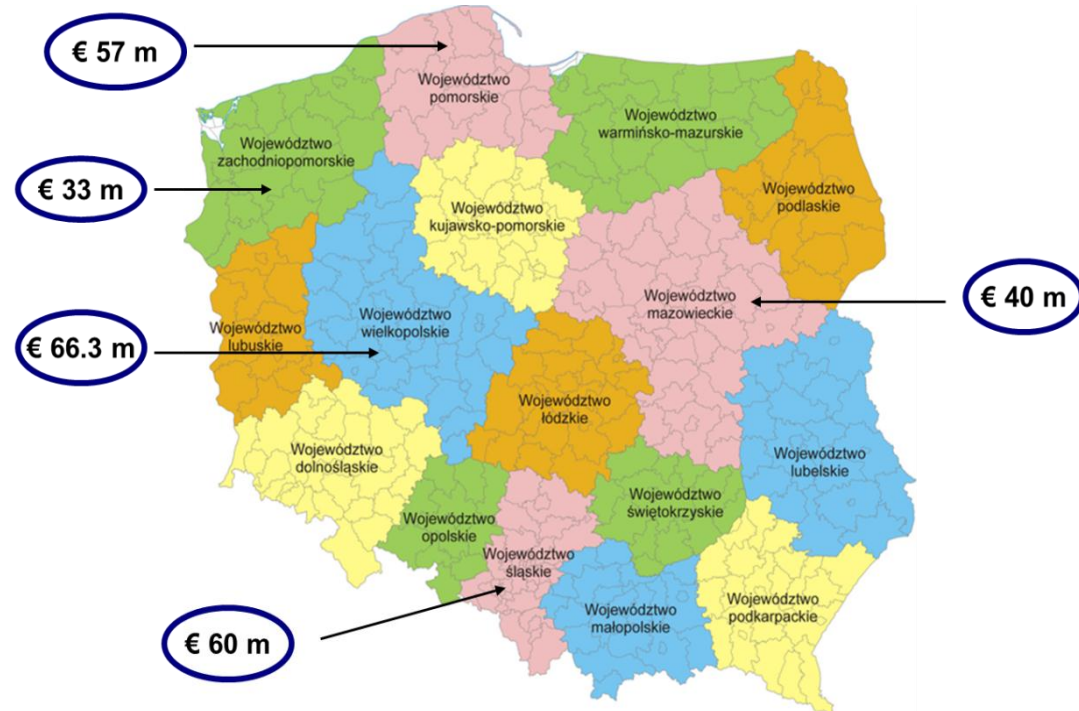 € 57 m
Województwo
pomorskie
Województwo
warmińsko-mazurskie
Województwo
zachodniopomorskie
€ 33 m
Województwo
podlaskie
Województwo
kujawsko-pomorskie
Województwo
mazowieckie
€ 40 m
Województwo
wielkopolskie
Województwo
lubuskie
€ 66.3 m
Województwo
łódzkie
Województwo
dolnośląskie
Województwo
lubelskie
Województwo
świętokrzyskie
Województwo
opolskie
Województwo
śląskie
Województwo
małopolskie
Województwo
podkarpackie
€ 60 m